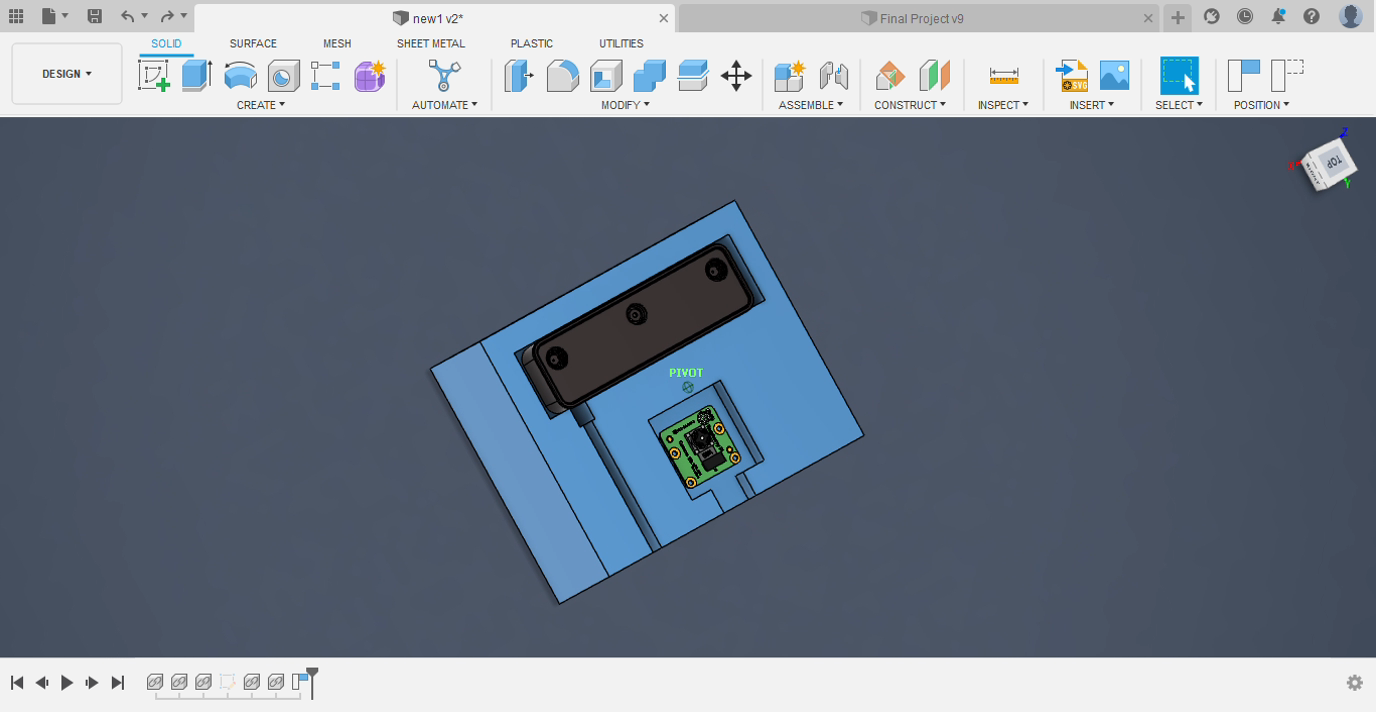 new1 v2*
Final Project v9
SOLID
SURFACE
MESH
SHEET METAL
PLASTIC
UTILITIES
DESIGN
CREATE
AUTOMATE
MODIFY
ASSEMBLE
CONSTRUCT
INSPECT
INSERT
SELECT
POSITION
SVG
Z
X
TOP
Y
PIVOT